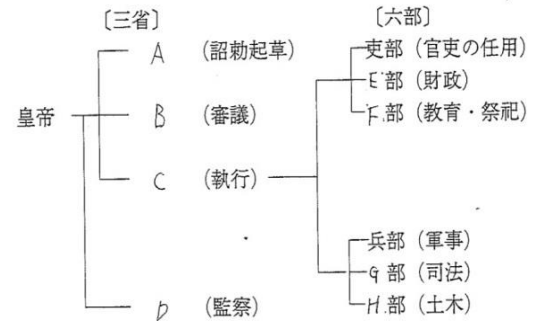 〔三省〕
〔六部〕
A (詔勅起草)
吏部 (官吏の任用)
E部 (財政)
皇帝 B (審議)
F.部 (教育・祭祀)
C (執行)
兵部 (軍事)
G部 (司法)
D (監察)
H.部 (土木)